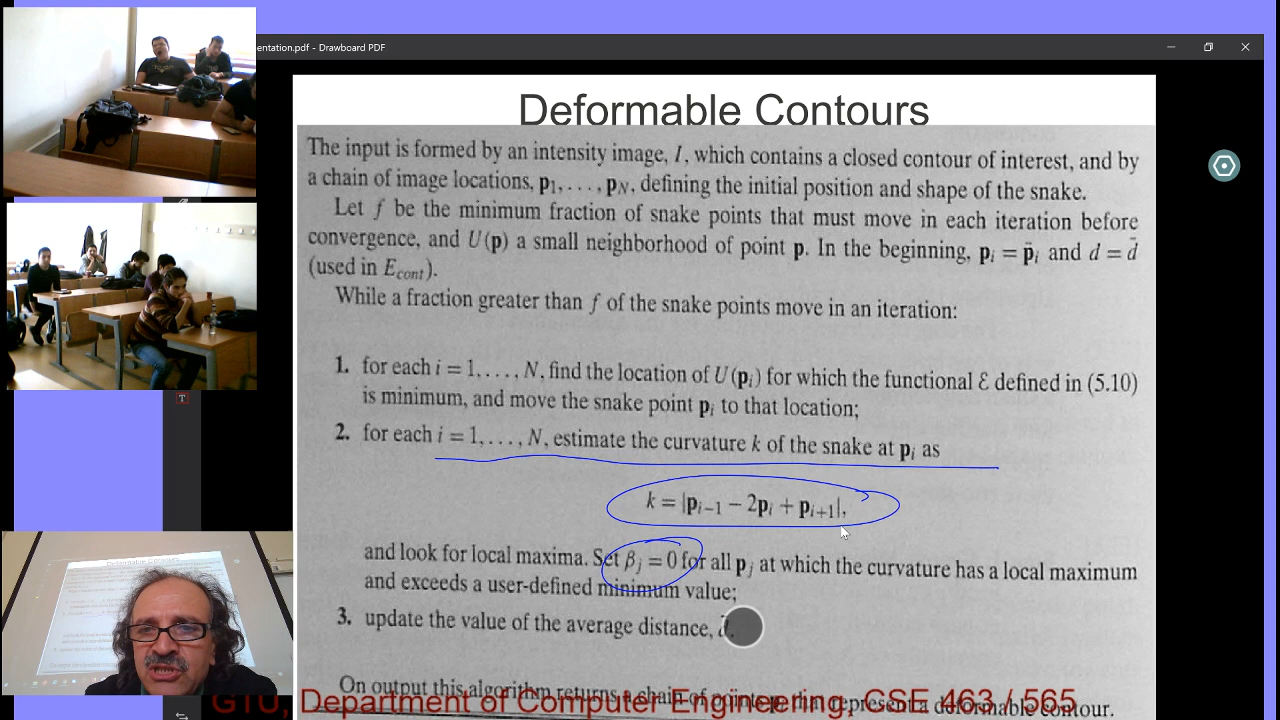 entation.pdf - Drawboard PDF
Deformable Contours
The input is formed by an intensity image, I, which contains a closed contour of interest, and by
a chain of image locations, p₁, . . . , p_N, defining the initial position and shape of the snake.
Let f be the minimum fraction of snake points that must move in each iteration before
convergence, and U(p) a small neighborhood of point p. In the beginning, pᵢ = p̄ᵢ and d = d̄
(used in E_cont).
While a fraction greater than f of the snake points move in an iteration:
1. for each i = 1, . . . , N, find the location of U(pᵢ) for which the functional ℰ defined in (5.10)
is minimum, and move the snake point pᵢ to that location;
2. for each i = 1, . . . , N, estimate the curvature k of the snake at pᵢ as
k = |pᵢ₋₁ − 2pᵢ + pᵢ₊₁|,
and look for local maxima. Set βⱼ = 0 for all pⱼ at which the curvature has a local maximum
and exceeds a user-defined minimum value;
3. update the value of the average distance, d̄.
On output this algorithm returns a chain of points that represent a deformable contour.
GTU, Department of Computer Engineering, CSE 463 / 565